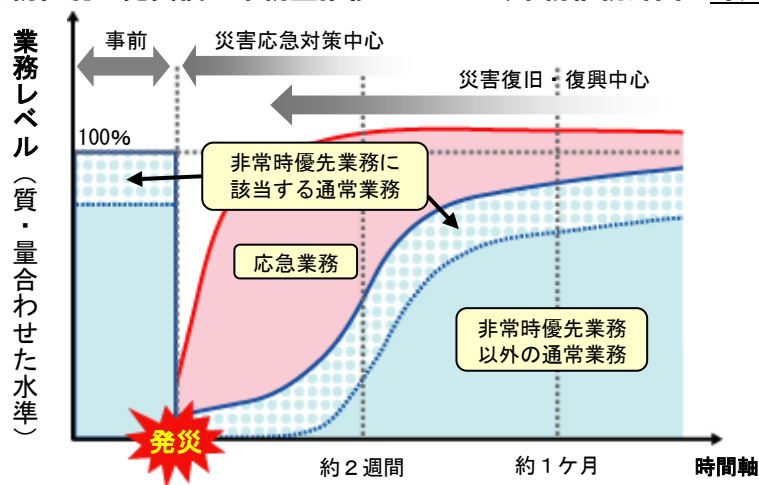 事前
災害応急対策中心
災害復旧・復興中心
業務レベル（質・量合わせた水準）
100%
非常時優先業務に
該当する通常業務
応急業務
非常時優先業務
以外の通常業務
発災
約２週間
約１ケ月
時間軸